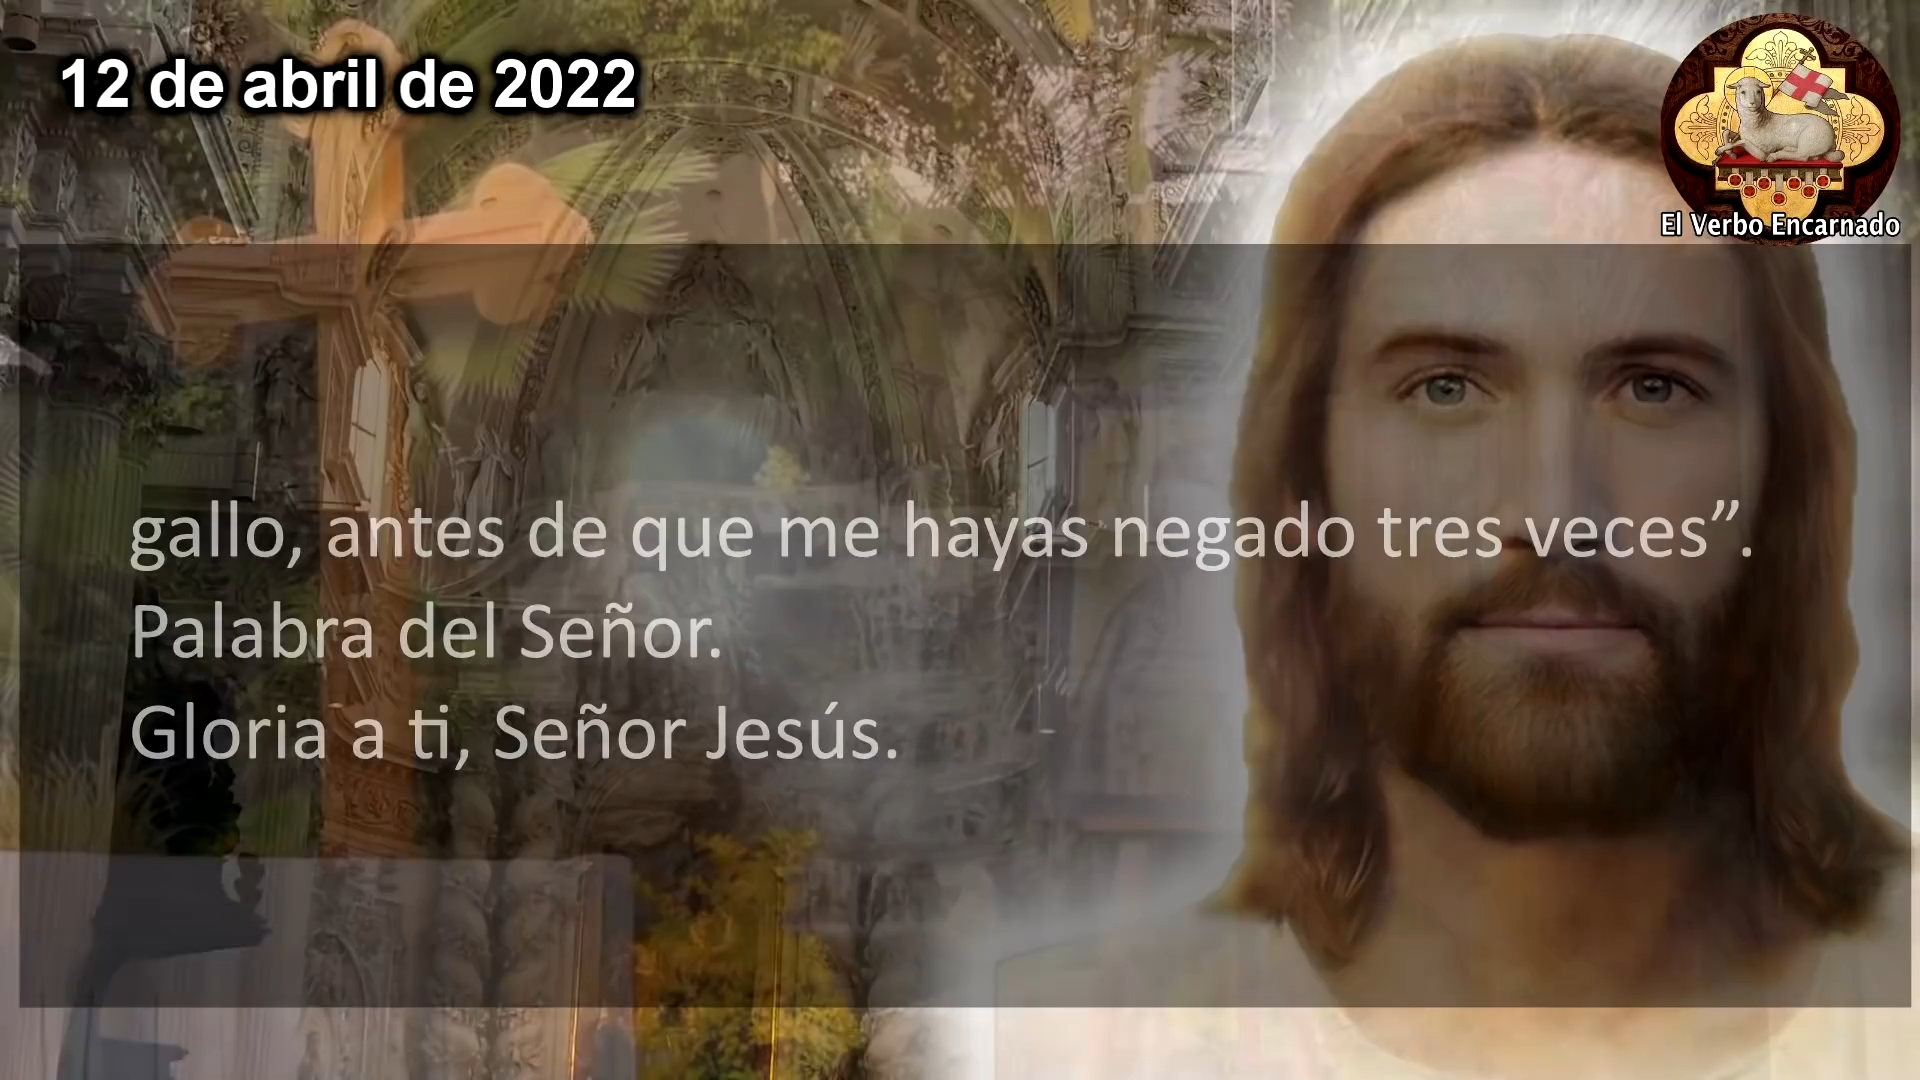 12 de abril de 2022
El Verbo Encarnado
gallo, antes de que me hayas negado tres veces”.
Palabra del Señor.
Gloria a ti, Señor Jesús.